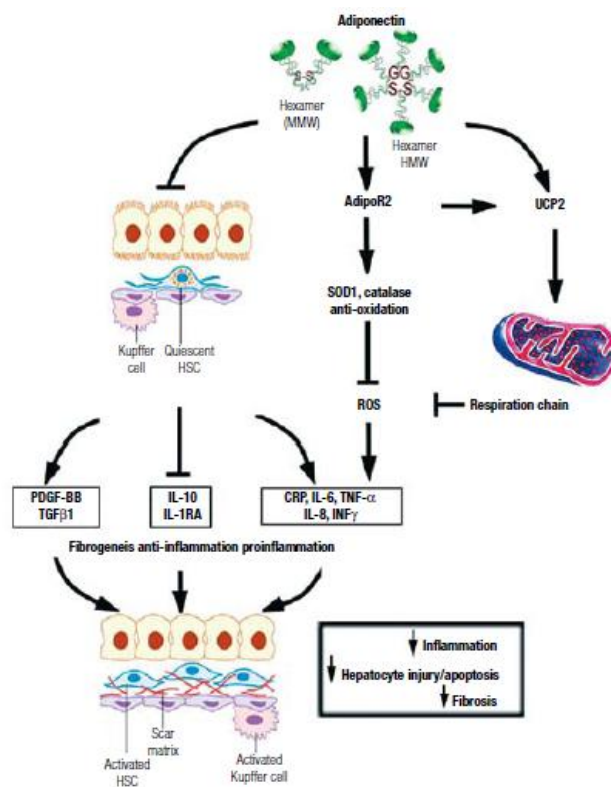 Adiponectin
S-S
GG
S-S
Hexamer
(MMW)
Hexamer
HMW
AdipoR2
UCP2
SOD1, catalase
anti-oxidation
Kupffer
cell
Quiescent
HSC
ROS
Respiration chain
PDGF-BB
TGFβ1
IL-10
IL-1RA
CRP, IL-6, TNF-α
IL-8, INFγ
Fibrogeneis anti-inflammation proinflammation
Inflammation
Hepatocyte injury/apoptosis
Fibrosis
Activated
HSC
Scar
matrix
Activated
Kupffer cell